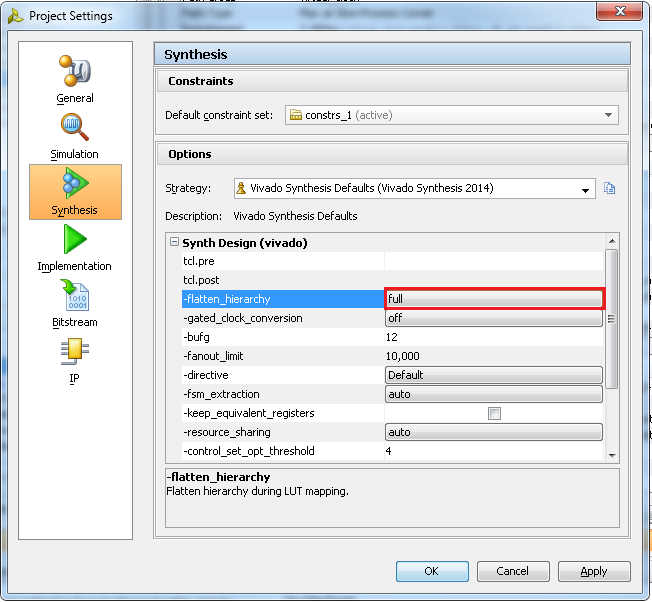 Project Settings
Synthesis
Constraints
Default constraint set: constrs_1 (active)
Options
Strategy: Vivado Synthesis Defaults (Vivado Synthesis 2014)
Description: Vivado Synthesis Defaults
Synth Design (vivado)
tcl.pre
tcl.post
-flatten_hierarchy full
-gated_clock_conversion off
-bufg 12
-fanout_limit 10,000
-directive Default
-fsm_extraction auto
-keep_equivalent_registers
-resource_sharing auto
-control_set_opt_threshold 4
-flatten_hierarchy
Flatten hierarchy during LUT mapping.
General
Simulation
Synthesis
Implementation
1010
0001
Bitstream
IP
OK Cancel Apply